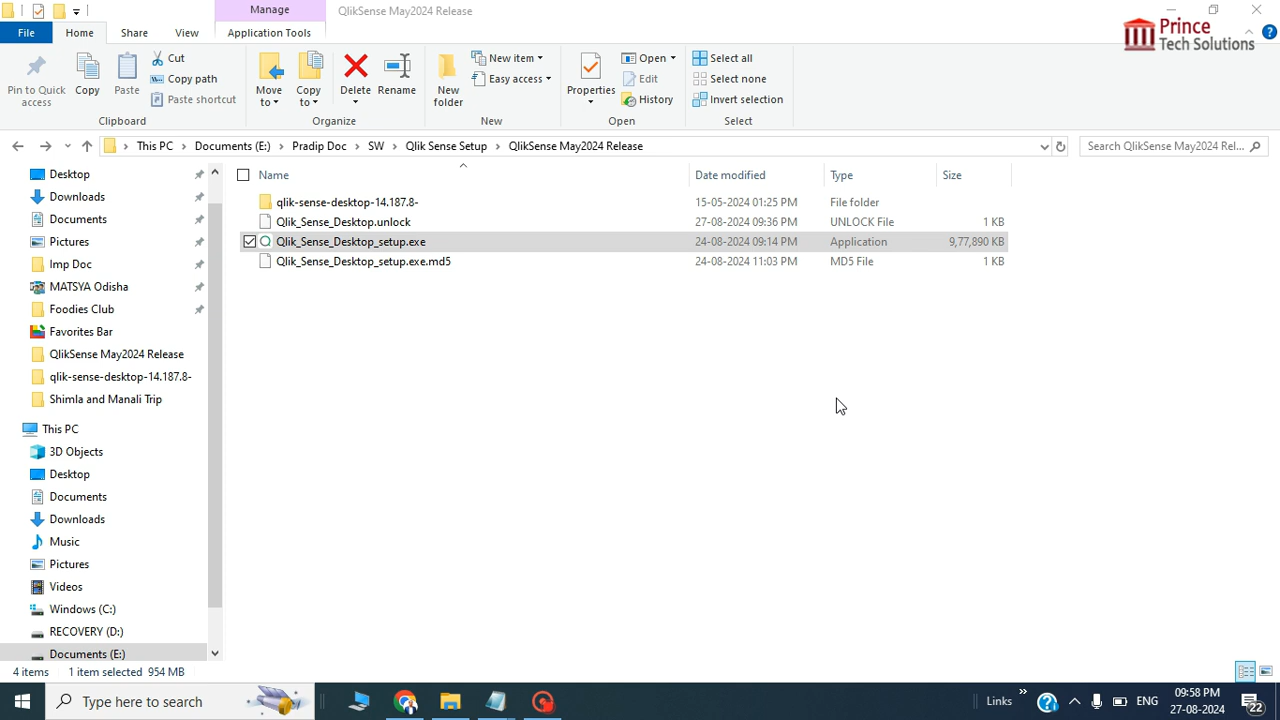 Manage
QlikSense May2024 Release
File
Home
Share
View
Application Tools
Prince
Tech Solutions
Pin to Quick
access
Copy
Paste
Cut
Copy path
Paste shortcut
Clipboard
Move
to
Copy
to
Delete
Rename
Organize
New
folder
New item
Easy access
New
Properties
Open
Edit
History
Open
Select all
Select none
Invert selection
Select
This PC > Documents (E:) > Pradip Doc > SW > Qlik Sense Setup > QlikSense May2024 Release
Search QlikSense May2024 Rel...
Name Date modified Type Size
qlik-sense-desktop-14.187.8- 15-05-2024 01:25 PM File folder
Qlik_Sense_Desktop.unlock 27-08-2024 09:36 PM UNLOCK File 1 KB
Qlik_Sense_Desktop_setup.exe 24-08-2024 09:14 PM Application 9,77,890 KB
Qlik_Sense_Desktop_setup.exe.md5 24-08-2024 11:03 PM MD5 File 1 KB
Desktop
Downloads
Documents
Pictures
Imp Doc
MATSYA Odisha
Foodies Club
Favorites Bar
QlikSense May2024 Release
qlik-sense-desktop-14.187.8-
Shimla and Manali Trip
This PC
3D Objects
Desktop
Documents
Downloads
Music
Pictures
Videos
Windows (C:)
RECOVERY (D:)
Documents (E:)
4 items 1 item selected 954 MB
Type here to search
Links
ENG
09:58 PM
27-08-2024
22